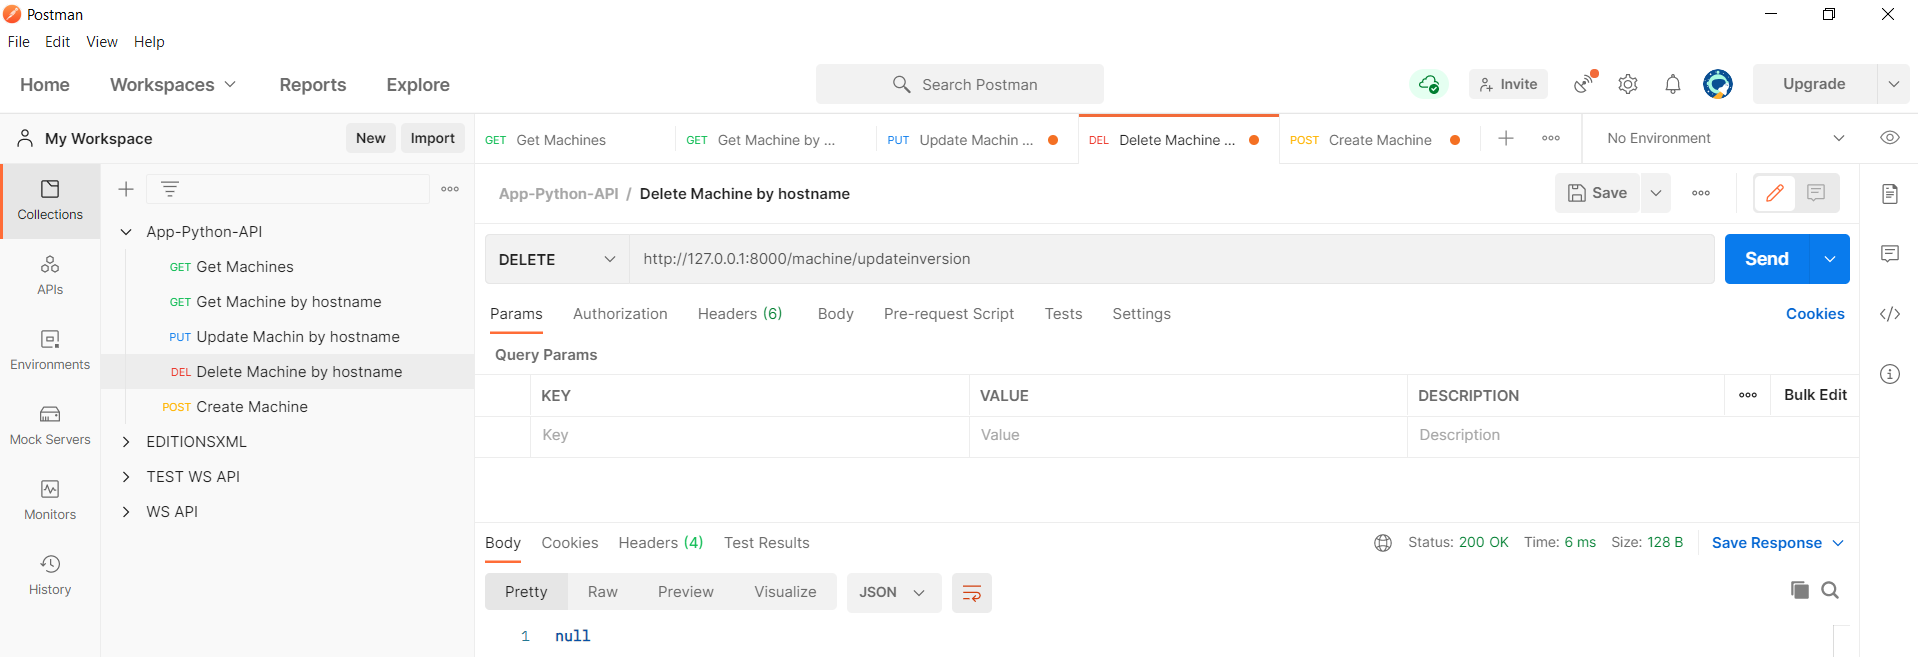 Postman
File Edit View Help
Home Workspaces Reports Explore Search Postman Invite Upgrade
My Workspace New Import
GET Get Machines GET Get Machine by ... PUT Update Machin ... DEL Delete Machine ... POST Create Machine No Environment
Collections
APIs
Environments
Mock Servers
Monitors
History
App-Python-API
GET Get Machines
GET Get Machine by hostname
PUT Update Machin by hostname
DEL Delete Machine by hostname
POST Create Machine
EDITIONSXML
TEST WS API
WS API
App-Python-API / Delete Machine by hostname Save
DELETE http://127.0.0.1:8000/machine/updateinversion Send
Params Authorization Headers (6) Body Pre-request Script Tests Settings Cookies
Query Params
KEY VALUE DESCRIPTION Bulk Edit
Key Value Description
Body Cookies Headers (4) Test Results Status: 200 OK Time: 6 ms Size: 128 B Save Response
Pretty Raw Preview Visualize JSON
1 null